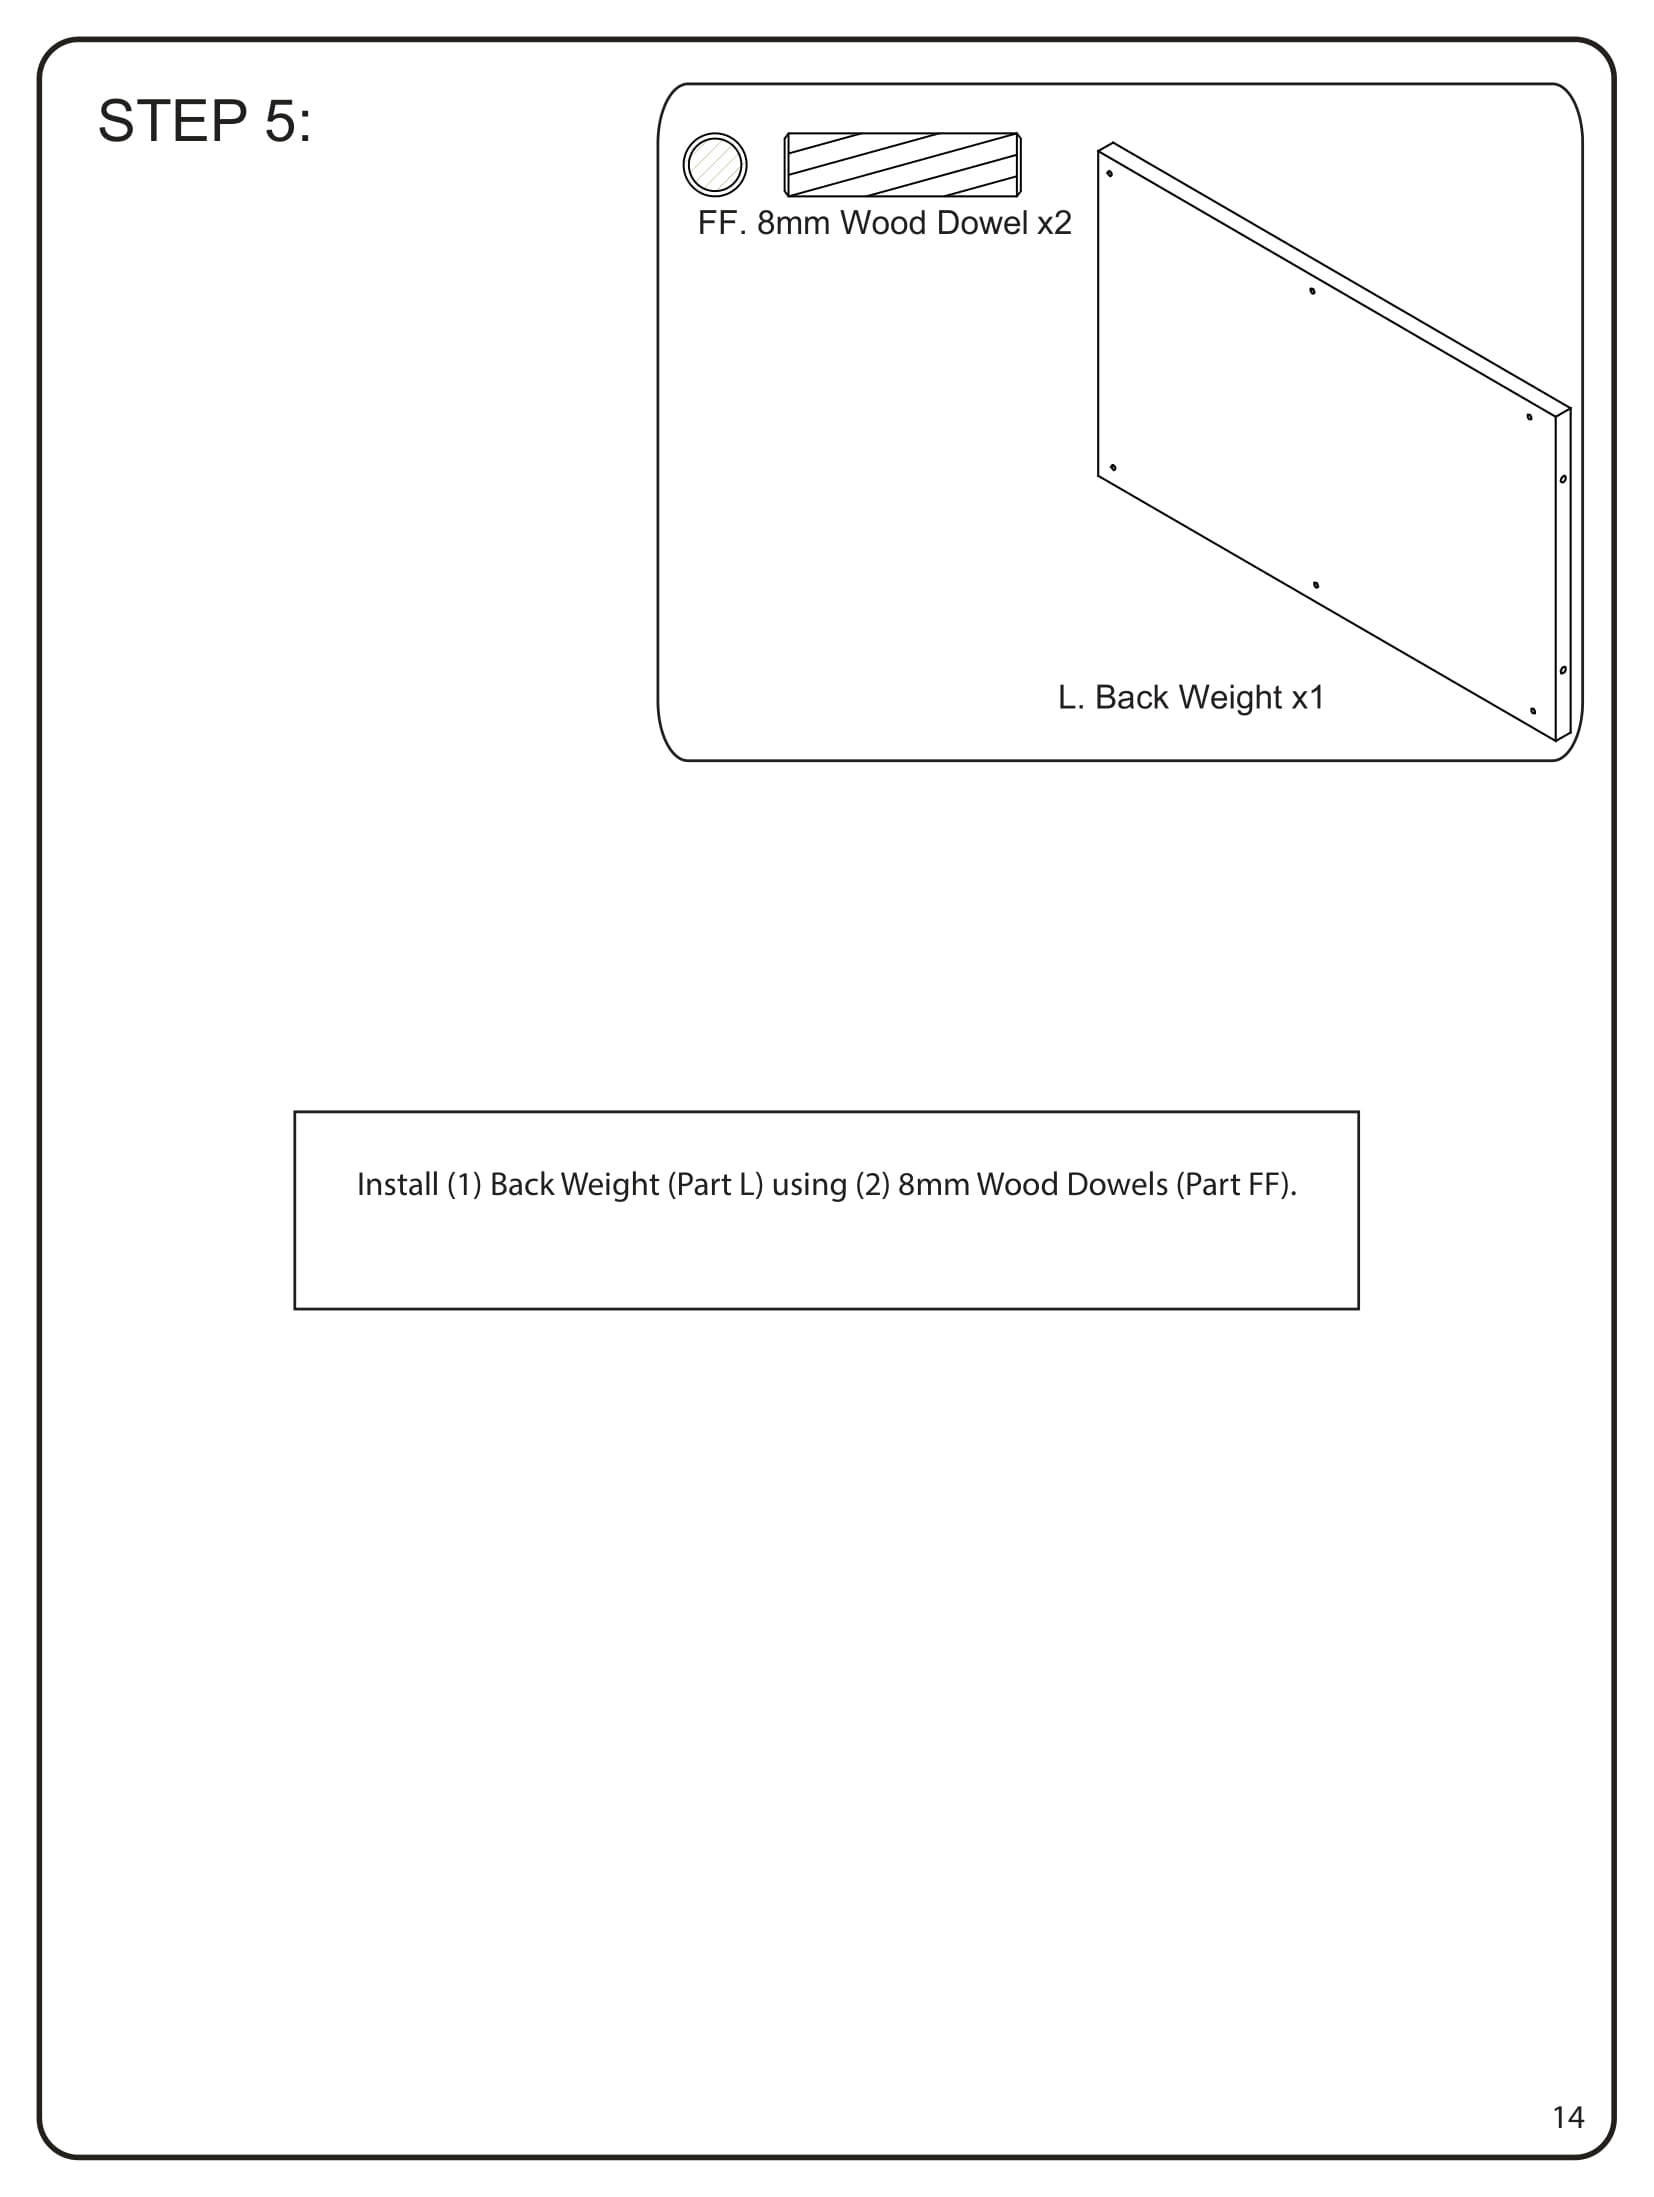 STEP 5:
FF. 8mm Wood Dowel x2
L. Back Weight x1
Install (1) Back Weight (Part L) using (2) 8mm Wood Dowels (Part FF).
14